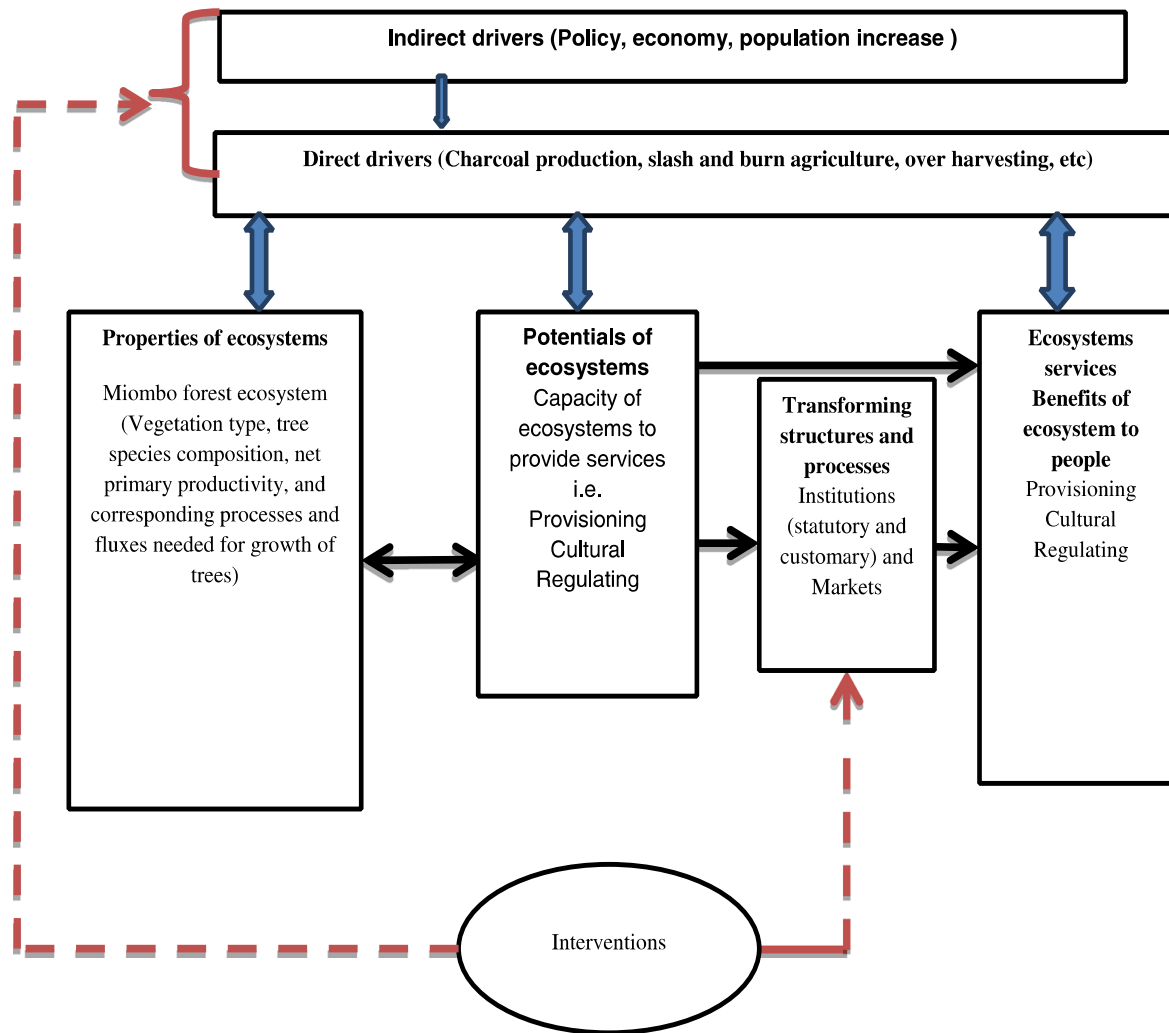 Indirect drivers (Policy, economy, population increase )
Direct drivers (Charcoal production, slash and burn agriculture, over harvesting, etc)
Properties of ecosystems
Miombo forest ecosystem
(Vegetation type, tree
species composition, net
primary productivity, and
corresponding processes and
fluxes needed for growth of
trees)
Potentials of
ecosystems
Capacity of
ecosystems to
provide services
i.e.
Provisioning
Cultural
Regulating
Transforming
structures and
processes
Institutions
(statutory and
customary) and
Markets
Ecosystems
services
Benefits of
ecosystem to
people
Provisioning
Cultural
Regulating
Interventions